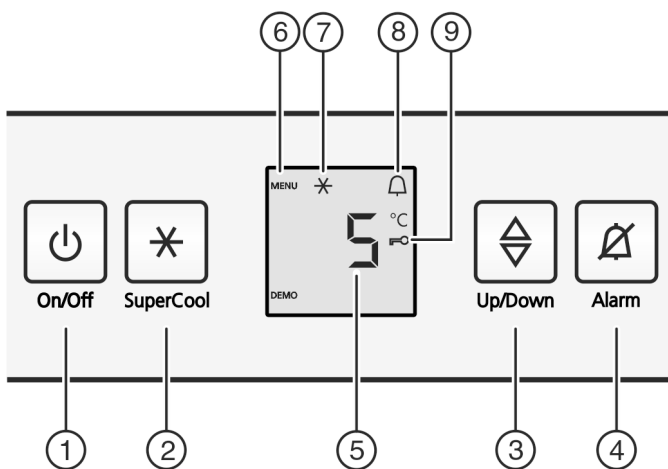 6 7 8 9
MENU
°C
5
DEMO
On/Off SuperCool Up/Down Alarm
1 2 5 3 4